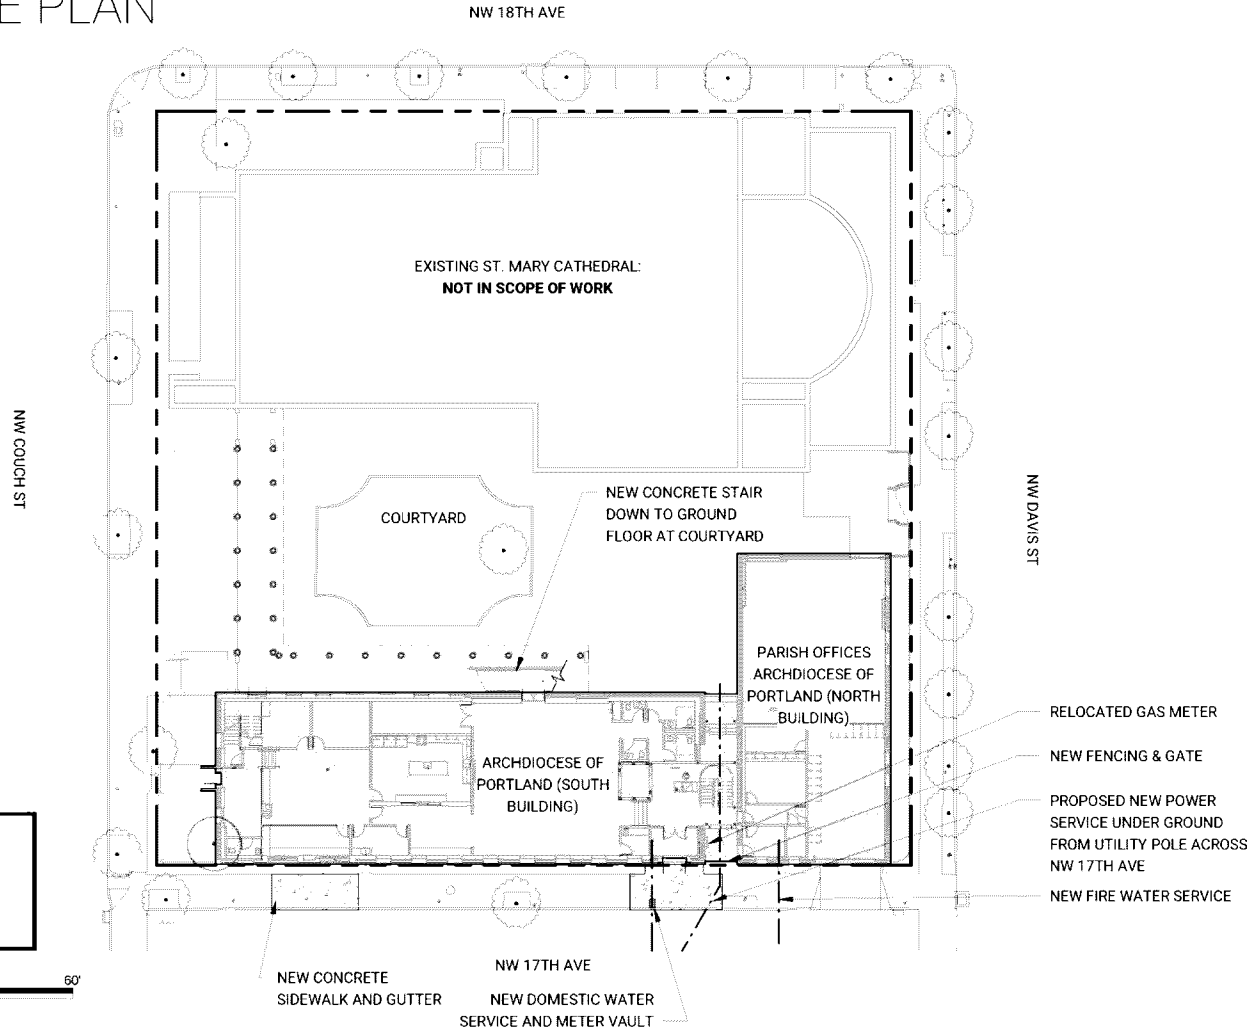 E PLAN
NW 18TH AVE
EXISTING ST. MARY CATHEDRAL:
NOT IN SCOPE OF WORK
NW COUCH ST
NW DAVIS ST
COURTYARD
NEW CONCRETE STAIR
DOWN TO GROUND
FLOOR AT COURTYARD
PARISH OFFICES
ARCHDIOCESE OF
PORTLAND (NORTH
BUILDING)
ARCHDIOCESE OF
PORTLAND (SOUTH
BUILDING)
RELOCATED GAS METER
NEW FENCING & GATE
PROPOSED NEW POWER
SERVICE UNDER GROUND
FROM UTILITY POLE ACROSS
NW 17TH AVE
NEW FIRE WATER SERVICE
60'
NEW CONCRETE
SIDEWALK AND GUTTER
NW 17TH AVE
NEW DOMESTIC WATER
SERVICE AND METER VAULT